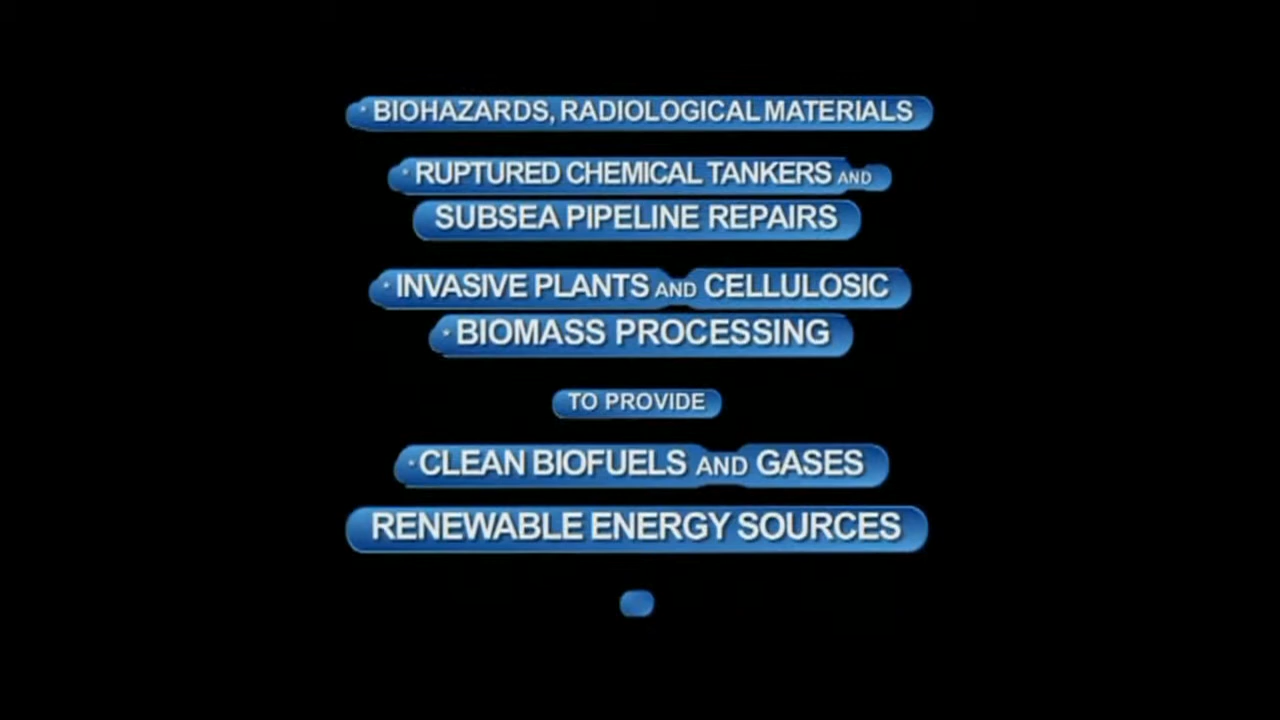 · BIOHAZARDS, RADIOLOGICAL MATERIALS
· RUPTURED CHEMICAL TANKERS AND
SUBSEA PIPELINE REPAIRS
· INVASIVE PLANTS AND CELLULOSIC
· BIOMASS PROCESSING
TO PROVIDE
· CLEAN BIOFUELS AND GASES
RENEWABLE ENERGY SOURCES